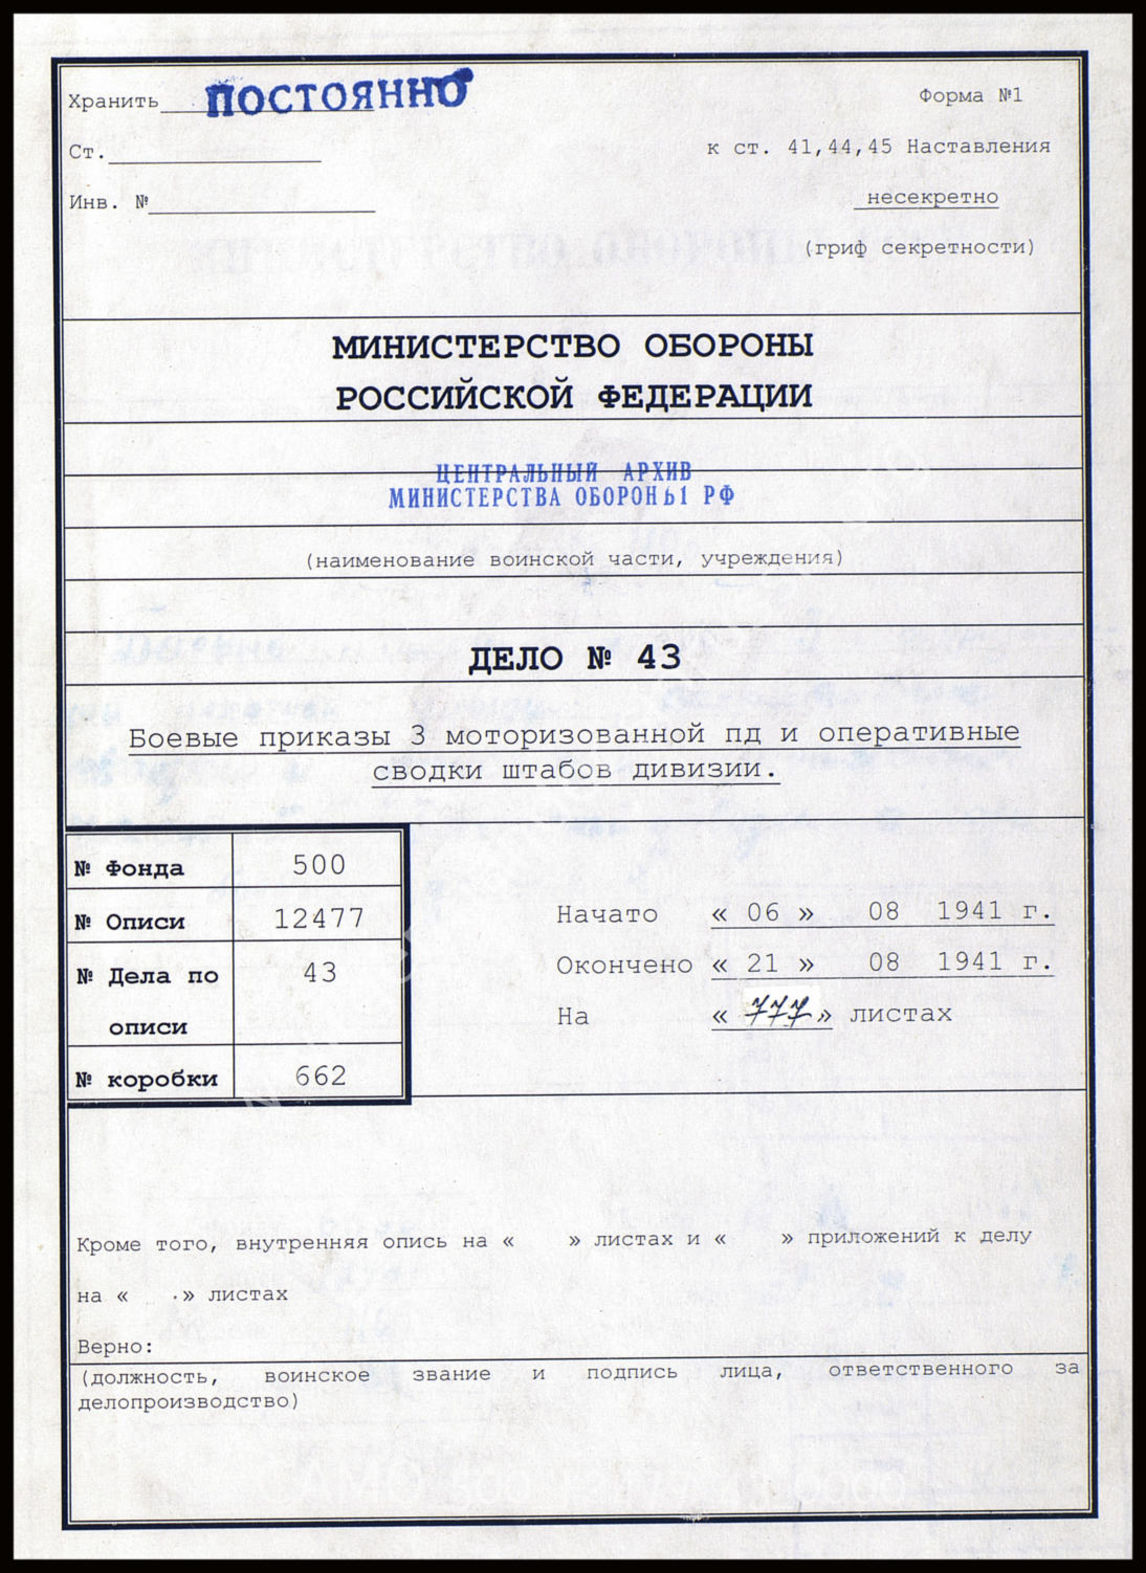 Хранить ПОСТОЯННО
Форма №1
Ст.
к ст. 41,44,45 Наставления
Инв. №
несекретно
(гриф секретности)
МИНИСТЕРСТВО ОБОРОНЫ
РОССИЙСКОЙ ФЕДЕРАЦИИ
ЦЕНТРАЛЬНЫЙ АРХИВ
МИНИСТЕРСТВА ОБОРОНЫ РФ
(наименование воинской части, учреждения)
ДЕЛО № 43
Боевые приказы 3 моторизованной пд и оперативные
сводки штабов дивизии.
№ Фонда 500
№ Описи 12477
№ Дела по 43
описи
№ коробки 662
Начато « 06 » 08 1941 г.
Окончено « 21 » 08 1941 г.
На « 777 » листах
Кроме того, внутренняя опись на « » листах и « » приложений к делу
на « » листах
Верно:
(должность, воинское звание и подпись лица, ответственного за
делопроизводство)